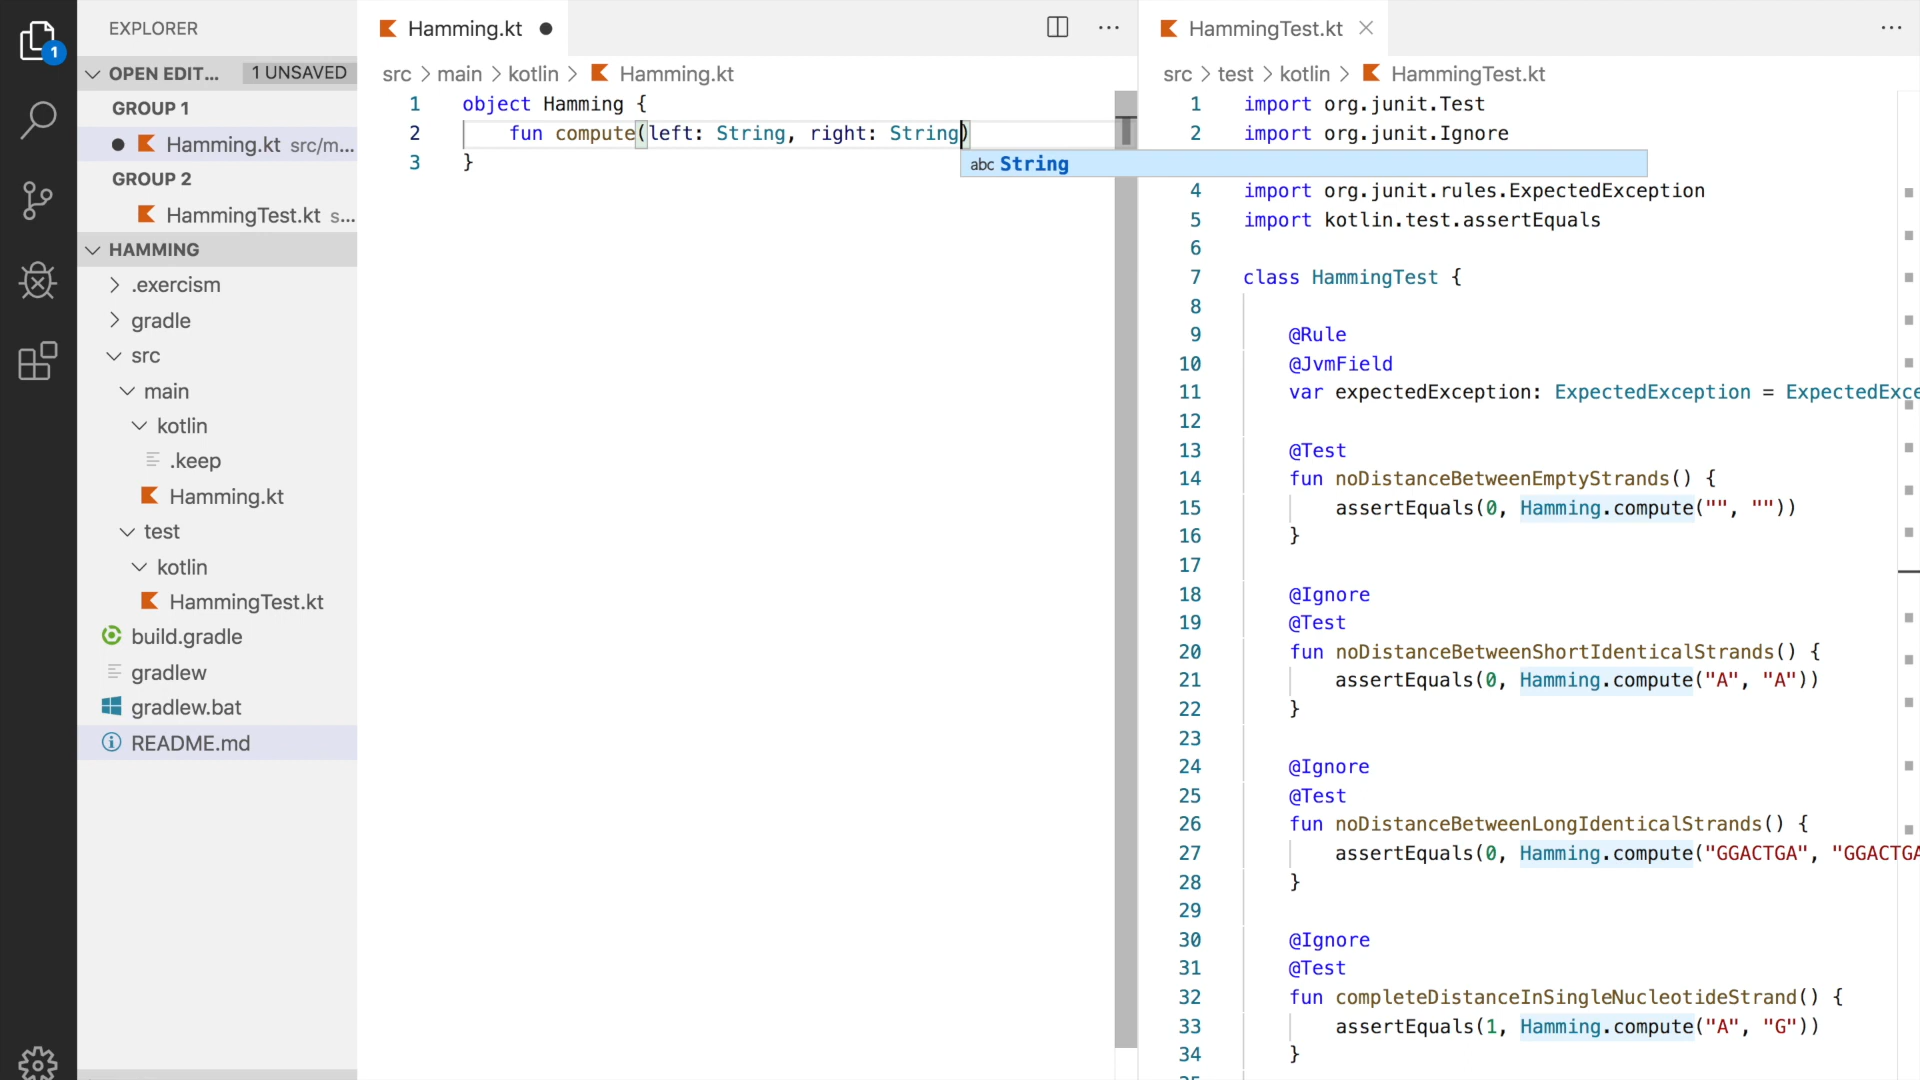 1
EXPLORER
OPEN EDIT... 1 UNSAVED
GROUP 1
Hamming.kt src/m...
GROUP 2
HammingTest.kt s...
HAMMING
.exercism
gradle
src
main
kotlin
.keep
Hamming.kt
test
kotlin
HammingTest.kt
build.gradle
gradlew
gradlew.bat
README.md
Hamming.kt
src > main > kotlin > Hamming.kt
1 object Hamming {
2 fun compute(left: String, right: String)
abc String
3 }
HammingTest.kt
src > test > kotlin > HammingTest.kt
1 import org.junit.Test
2 import org.junit.Ignore
4 import org.junit.rules.ExpectedException
5 import kotlin.test.assertEquals
6
7 class HammingTest {
8
9 @Rule
10 @JvmField
11 var expectedException: ExpectedException = ExpectedExce
12
13 @Test
14 fun noDistanceBetweenEmptyStrands() {
15 assertEquals(0, Hamming.compute("", ""))
16 }
17
18 @Ignore
19 @Test
20 fun noDistanceBetweenShortIdenticalStrands() {
21 assertEquals(0, Hamming.compute("A", "A"))
22 }
23
24 @Ignore
25 @Test
26 fun noDistanceBetweenLongIdenticalStrands() {
27 assertEquals(0, Hamming.compute("GGACTGA", "GGACTGA
28 }
29
30 @Ignore
31 @Test
32 fun completeDistanceInSingleNucleotideStrand() {
33 assertEquals(1, Hamming.compute("A", "G"))
34 }